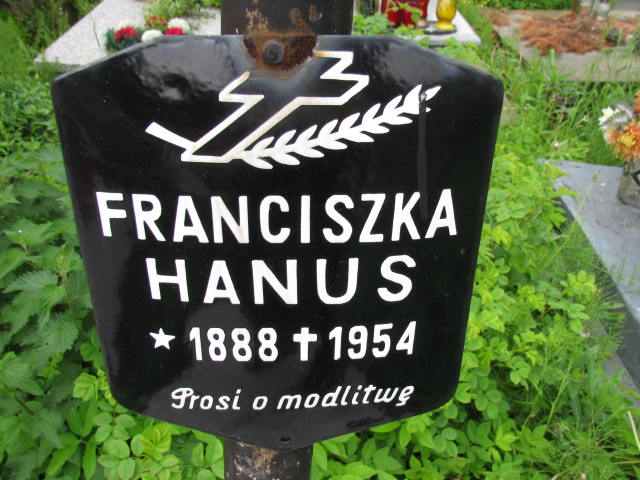 FRANCISZKA
HANUS
★ 1888 ✝ 1954
Prosi o modlitwę